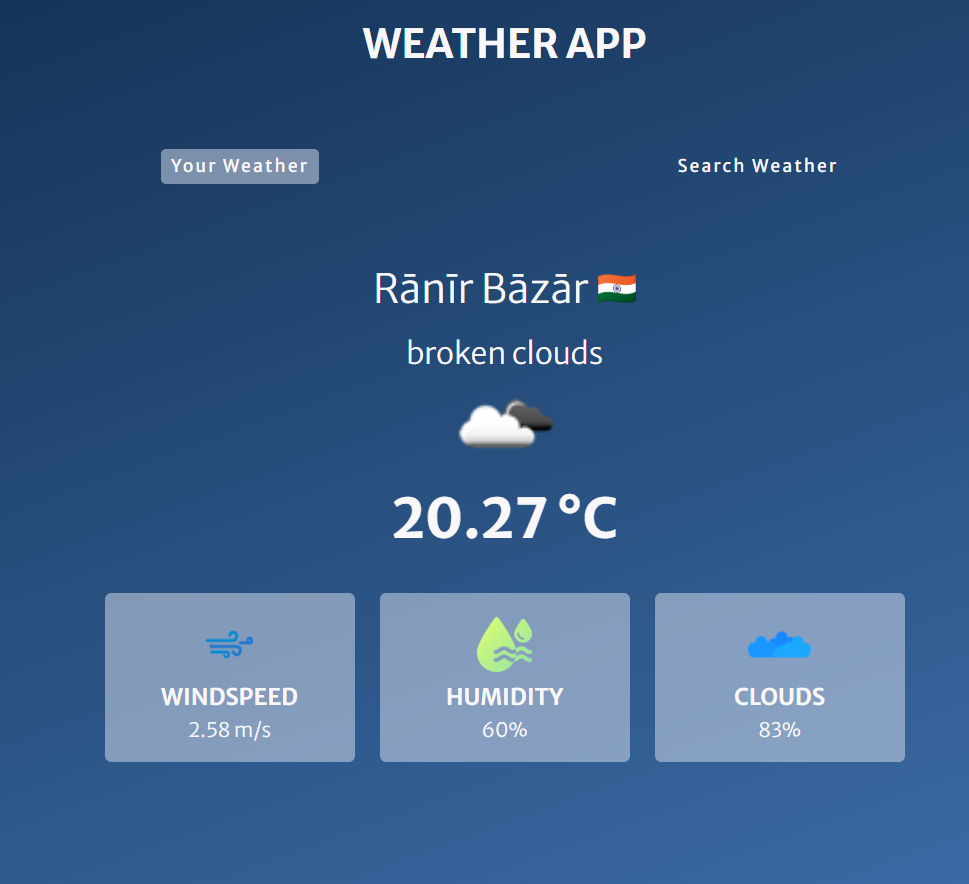 WEATHER APP
Your Weather
Search Weather
Rānīr Bāzār
broken clouds
20.27 °C
WINDSPEED
2.58 m/s
HUMIDITY
60%
CLOUDS
83%